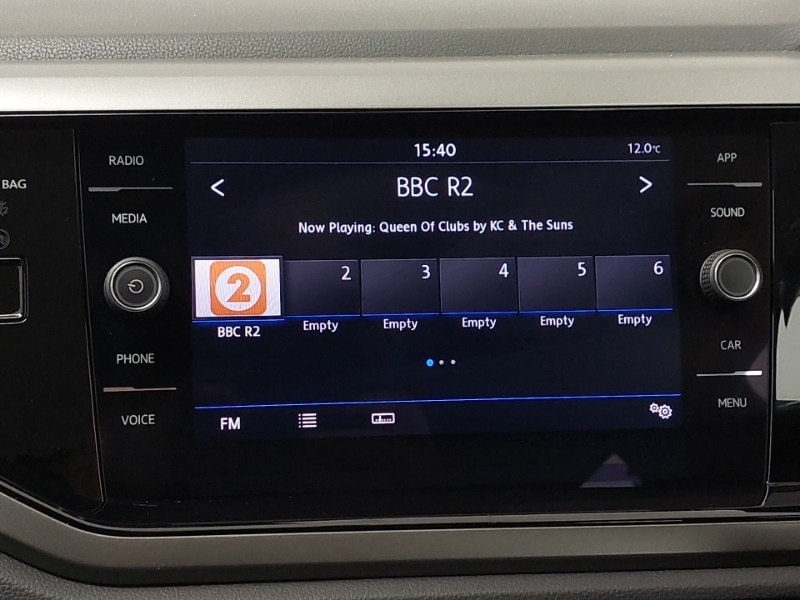 BAG
RADIO
MEDIA
PHONE
VOICE
15:40
12.0°C
< BBC R2 >
Now Playing: Queen Of Clubs by KC & The Suns
2 2 3 4 5 6
BBC R2 Empty Empty Empty Empty Empty
FM
APP
SOUND
CAR
MENU